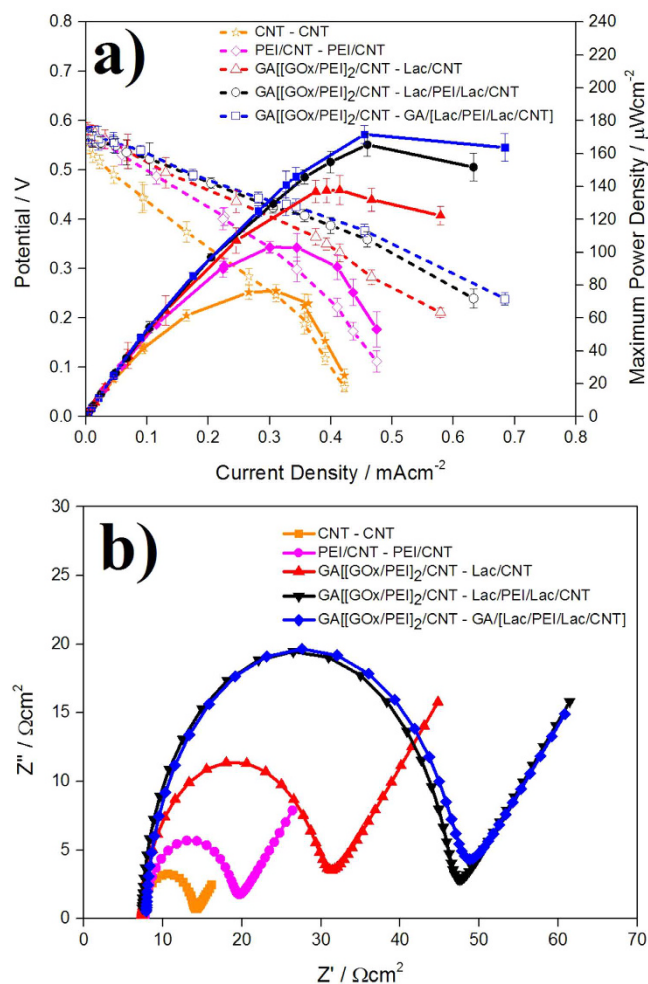 a)
CNT - CNT
PEI/CNT - PEI/CNT
GA[[GOx/PEI]2/CNT - Lac/CNT
GA[[GOx/PEI]2/CNT - Lac/PEI/Lac/CNT
GA[[GOx/PEI]2/CNT - GA/[Lac/PEI/Lac/CNT]
Potential / V
0.8
0.7
0.6
0.5
0.4
0.3
0.2
0.1
0.0
Maximum Power Density / µWcm-2
240
220
200
180
160
140
120
100
80
60
40
20
0
0.0 0.1 0.2 0.3 0.4 0.5 0.6 0.7 0.8
Current Density / mAcm-2
b)
CNT - CNT
PEI/CNT - PEI/CNT
GA[[GOx/PEI]2/CNT - Lac/CNT
GA[[GOx/PEI]2/CNT - Lac/PEI/Lac/CNT
GA[[GOx/PEI]2/CNT - GA/[Lac/PEI/Lac/CNT]
Z" / Ωcm2
30
25
20
15
10
5
0
0 10 20 30 40 50 60 70
Z' / Ωcm2